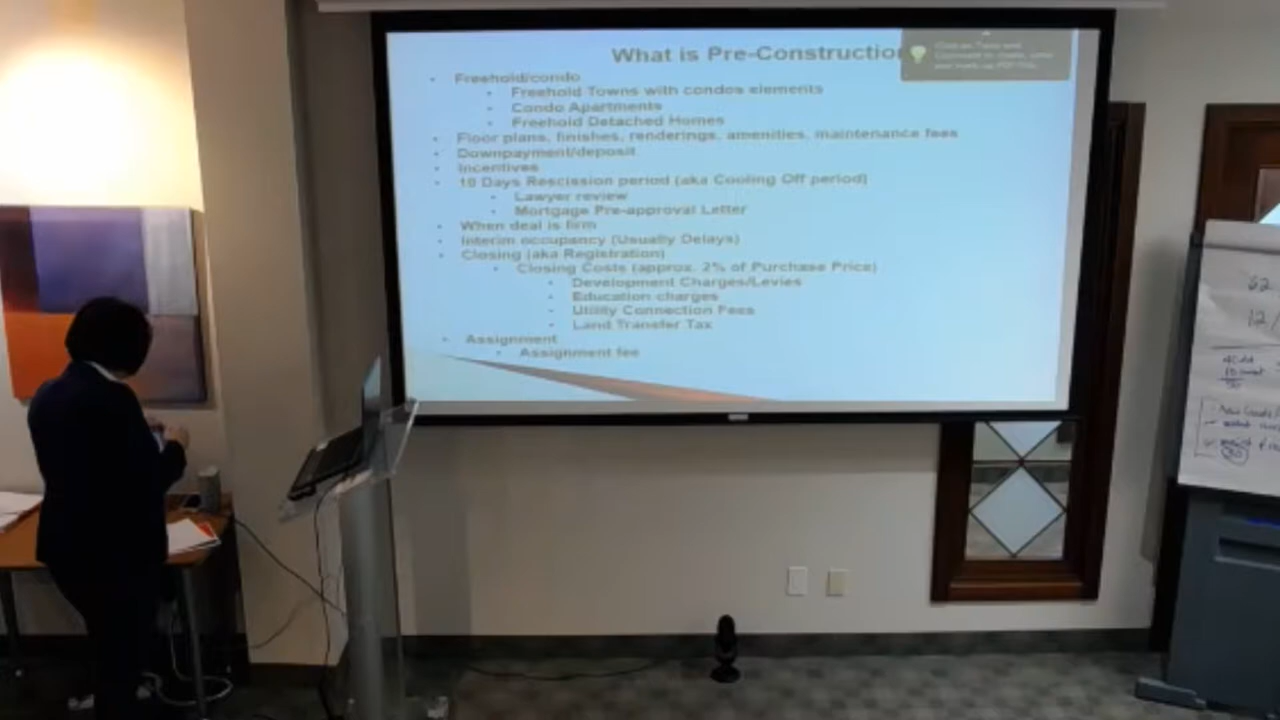 What is Pre-Construction
Freehold/condo
Freehold Towns with condos elements
Condo Apartments
Freehold Detached Homes
Floor plans, finishes, renderings, amenities, maintenance fees
Downpayment/deposit
Incentives
10 Days Rescission period (aka Cooling Off period)
Lawyer review
Mortgage Pre-approval Letter
When deal is firm
Interim occupancy (Usually Delays)
Closing (aka Registration)
Closing Costs (approx. 2% of Purchase Price)
Development Charges/Levies
Education charges
Utility Connection Fees
Land Transfer Tax
Assignment
Assignment fee
62
12/